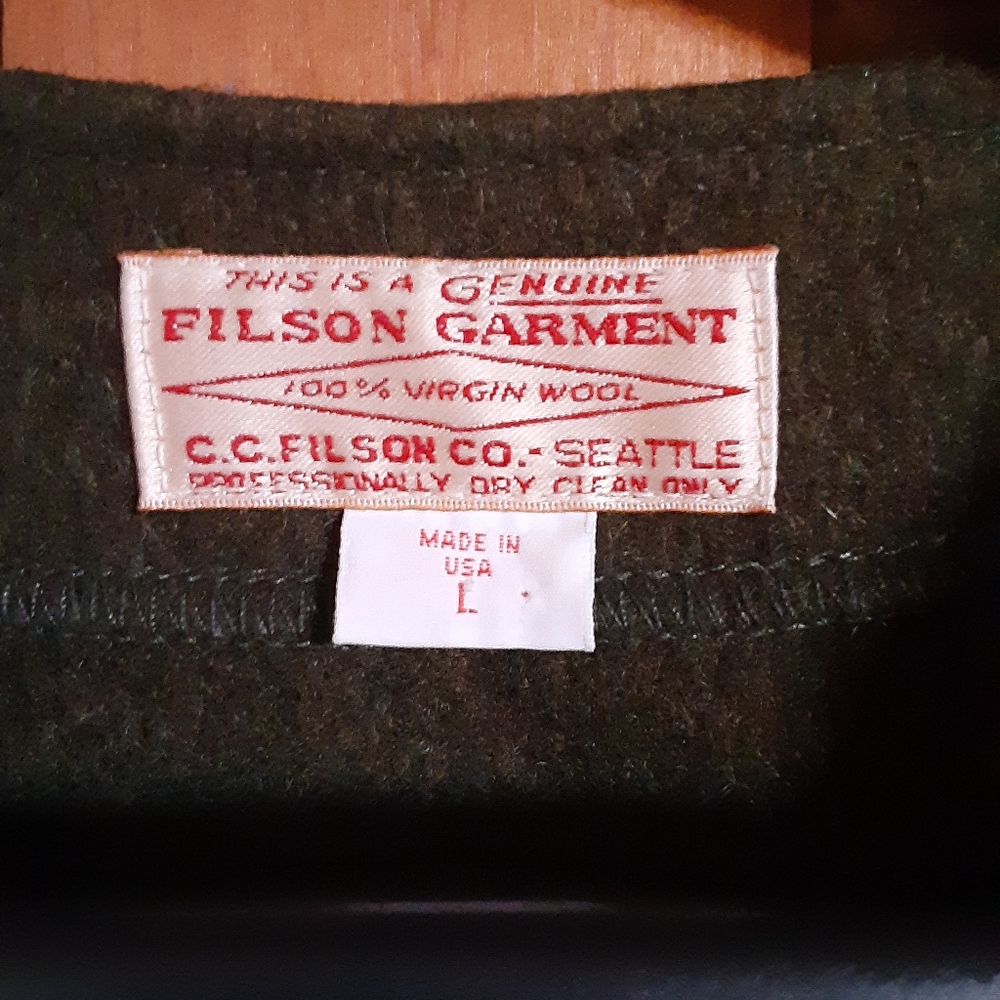 THIS IS A GENUINE
FILSON GARMENT
100% VIRGIN WOOL
C.C. FILSON CO.- SEATTLE
PROFESSIONALLY DRY CLEAN ONLY
MADE IN
USA
L